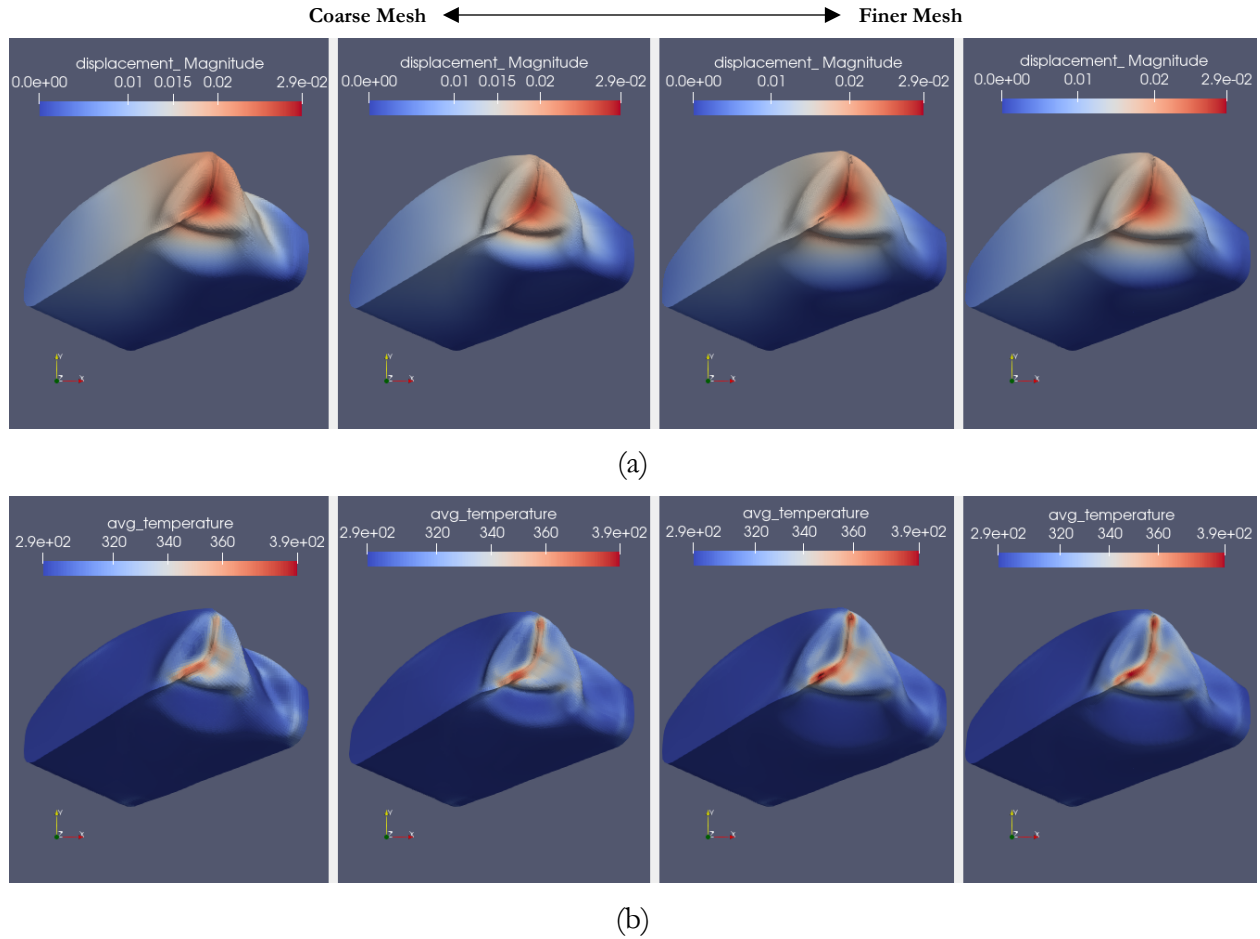 Coarse Mesh Finer Mesh
displacement_ Magnitude
0.0e+00 0.01 0.015 0.02 2.9e-02
Y
Z X
displacement_ Magnitude
0.0e+00 0.01 0.015 0.02 2.9e-02
Y
Z X
displacement_ Magnitude
0.0e+00 0.01 0.02 2.9e-02
Y
Z X
displacement_ Magnitude
0.0e+00 0.01 0.02 2.9e-02
Y
Z X
(a)
avg_temperature
2.9e+02 320 340 360 3.9e+02
Y
Z X
avg_temperature
2.9e+02 320 340 360 3.9e+02
Y
Z X
avg_temperature
2.9e+02 320 340 360 3.9e+02
Y
Z X
avg_temperature
2.9e+02 320 340 360 3.9e+02
Y
Z X
(b)